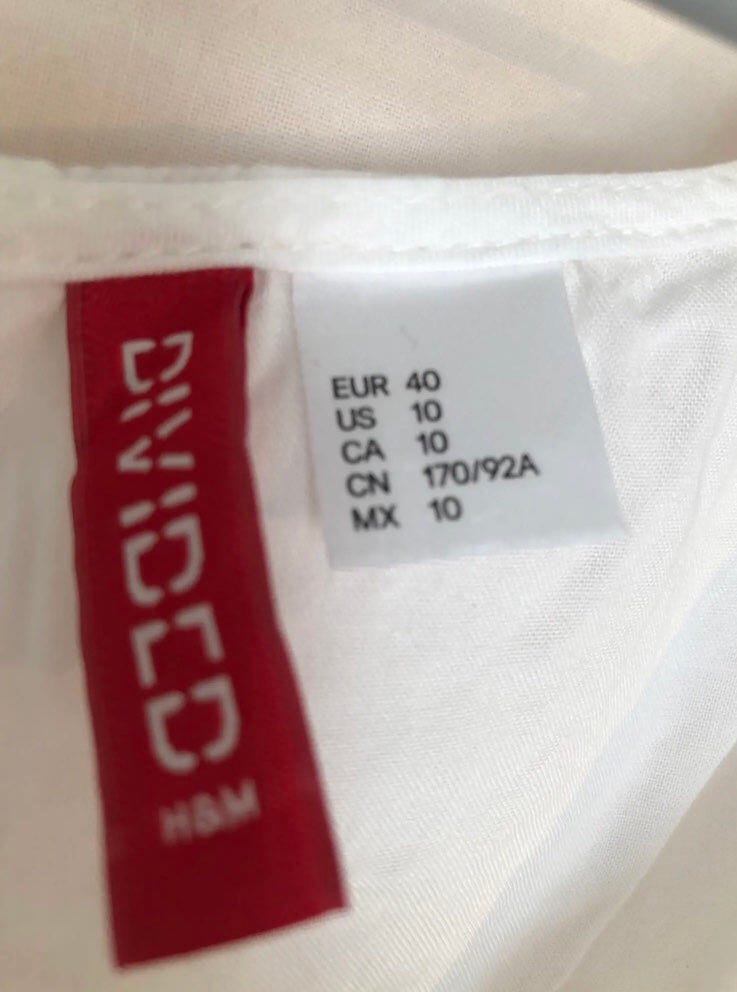 DIVIDED
H&M
EUR 40
US 10
CA 10
CN 170/92A
MX 10